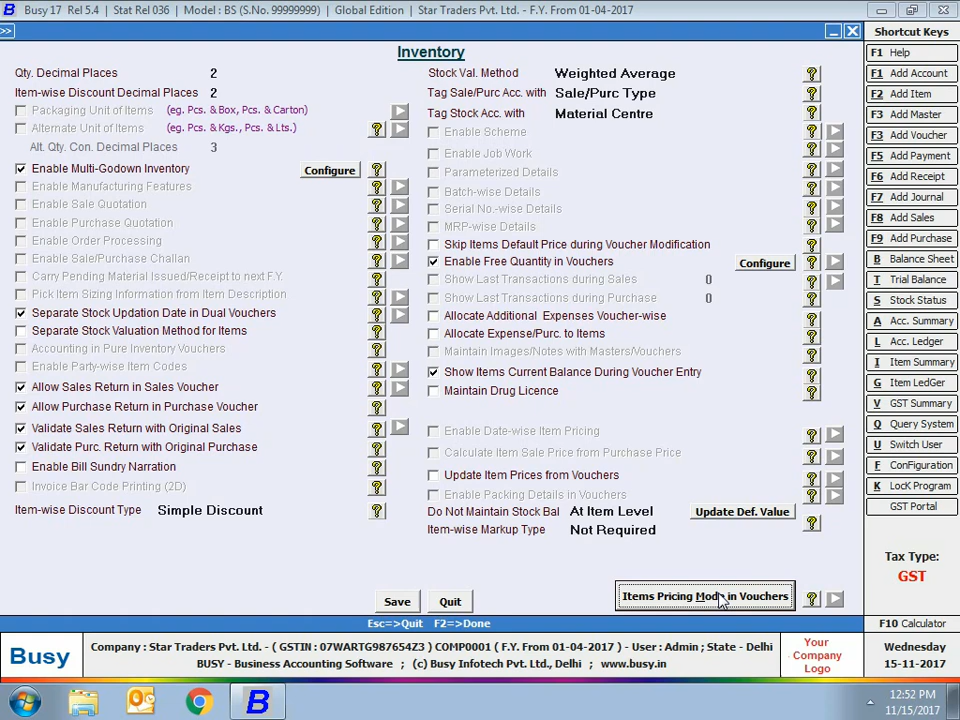 Busy 17 Rel 5.4 | Stat Rel 036 | Model : BS (S.No. 99999999) | Global Edition | Star Traders Pvt. Ltd. - F.Y. From 01-04-2017
>>
Inventory
Qty. Decimal Places 2
Item-wise Discount Decimal Places 2
Packaging Unit of Items (eg. Pcs. & Box, Pcs. & Carton)
Alternate Unit of Items (eg. Pcs. & Kgs., Pcs. & Lts.) ?
Alt. Qty. Con. Decimal Places 3
Enable Multi-Godown Inventory Configure ?
Enable Manufacturing Features ?
Enable Sale Quotation ?
Enable Purchase Quotation ?
Enable Order Processing ?
Enable Sale/Purchase Challan ?
Carry Pending Material Issued/Receipt to next F.Y. ?
Pick Item Sizing Information from Item Description ?
Separate Stock Updation Date in Dual Vouchers ?
Separate Stock Valuation Method for Items ?
Accounting in Pure Inventory Vouchers ?
Enable Party-wise Item Codes ?
Allow Sales Return in Sales Voucher ?
Allow Purchase Return in Purchase Voucher ?
Validate Sales Return with Original Sales ?
Validate Purc. Return with Original Purchase ?
Enable Bill Sundry Narration ?
Invoice Bar Code Printing (2D) ?
Item-wise Discount Type Simple Discount ?
Stock Val. Method Weighted Average ?
Tag Sale/Purc Acc. with Sale/Purc Type ?
Tag Stock Acc. with Material Centre ?
Enable Scheme ?
Enable Job Work ?
Parameterized Details ?
Batch-wise Details ?
Serial No.-wise Details ?
MRP-wise Details ?
Skip Items Default Price during Voucher Modification ?
Enable Free Quantity in Vouchers Configure ?
Show Last Transactions during Sales 0 ?
Show Last Transactions during Purchase 0 ?
Allocate Additional Expenses Voucher-wise ?
Allocate Expense/Purc. to Items ?
Maintain Images/Notes with Masters/Vouchers ?
Show Items Current Balance During Voucher Entry ?
Maintain Drug Licence ?
Enable Date-wise Item Pricing ?
Calculate Item Sale Price from Purchase Price ?
Update Item Prices from Vouchers ?
Enable Packing Details in Vouchers ?
Do Not Maintain Stock Bal At Item Level Update Def. Value
Item-wise Markup Type Not Required ?
Save Quit Items Pricing Mode in Vouchers ?
Esc=>Quit F2=>Done
Shortcut Keys
F1 Help
F1 Add Account
F2 Add Item
F3 Add Master
F3 Add Voucher
F5 Add Payment
F6 Add Receipt
F7 Add Journal
F8 Add Sales
F9 Add Purchase
B Balance Sheet
T Trial Balance
S Stock Status
A Acc. Summary
L Acc. Ledger
I Item Summary
G Item LedGer
V GST Summary
Q Query System
U Switch User
F ConFiguration
K LocK Program
GST Portal
Tax Type:
GST
F10 Calculator
Busy
Company : Star Traders Pvt. Ltd. - ( GSTIN : 07WARTG987654Z3 ) COMP0001 ( F.Y. From 01-04-2017 ) - User : Admin ; State - Delhi
BUSY - Business Accounting Software ; (c) Busy Infotech Pvt. Ltd., Delhi ; www.busy.in
Your
Company
Logo
Wednesday
15-11-2017
B
12:52 PM
11/15/2017